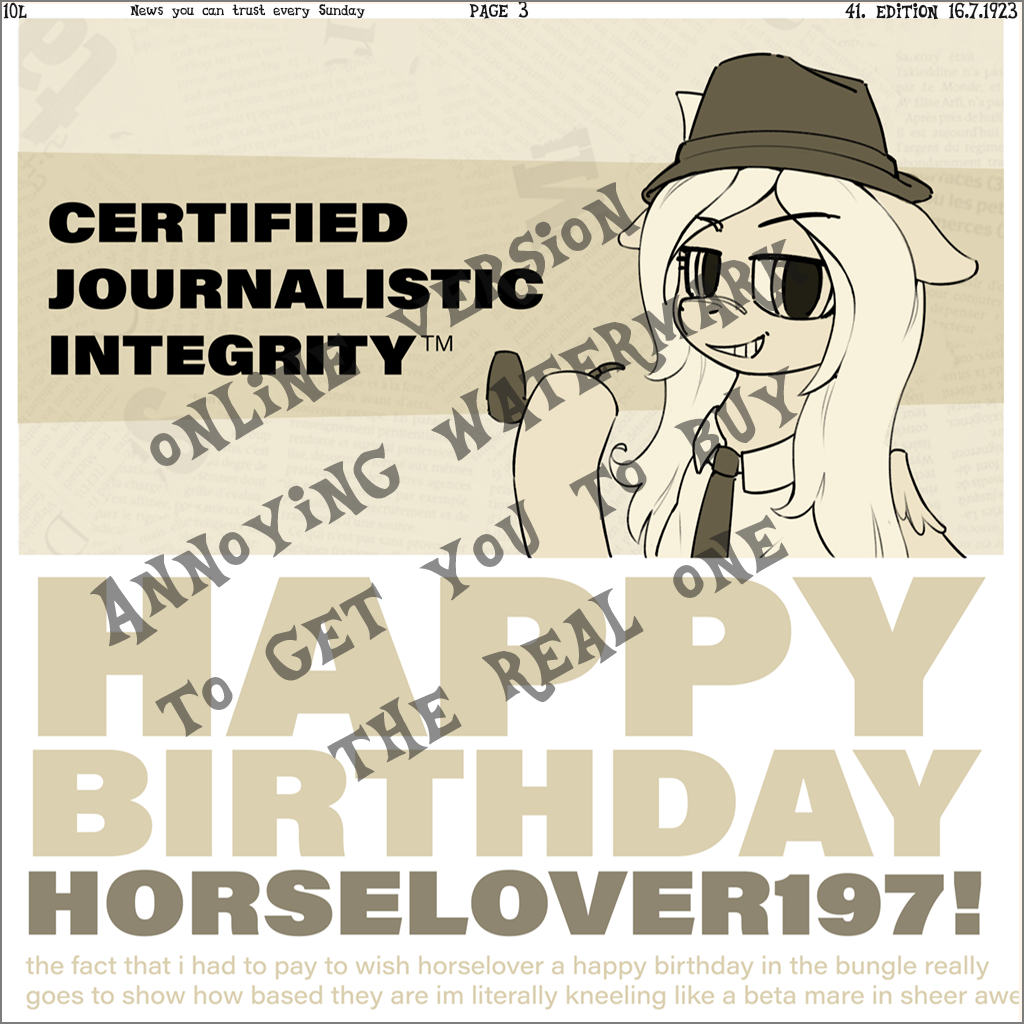 10L News you can trust every Sunday PAGE 3 41. EDITION 16.7.1923
CERTIFIED
JOURNALISTIC
INTEGRITY™
ONLINE VERSION
ANNOYING WATERMARK
TO GET YOU TO BUY
THE REAL ONE
HAPPY
BIRTHDAY
HORSELOVER197!
the fact that i had to pay to wish horselover a happy birthday in the bungle really
goes to show how based they are im literally kneeling like a beta mare in sheer awe